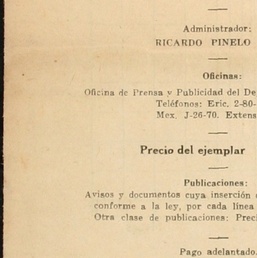 Administrador:
RICARDO PINELO
Oficinas:
Oficina de Prensa y Publicidad del De
Teléfonos: Eric. 2-80-
Mex. J-26-70. Extens
Precio del ejemplar
Publicaciones:
Avisos y documentos cuya inserción
conforme a la ley, por cada línea
Otra clase de publicaciones: Preci
Pago adelantado.